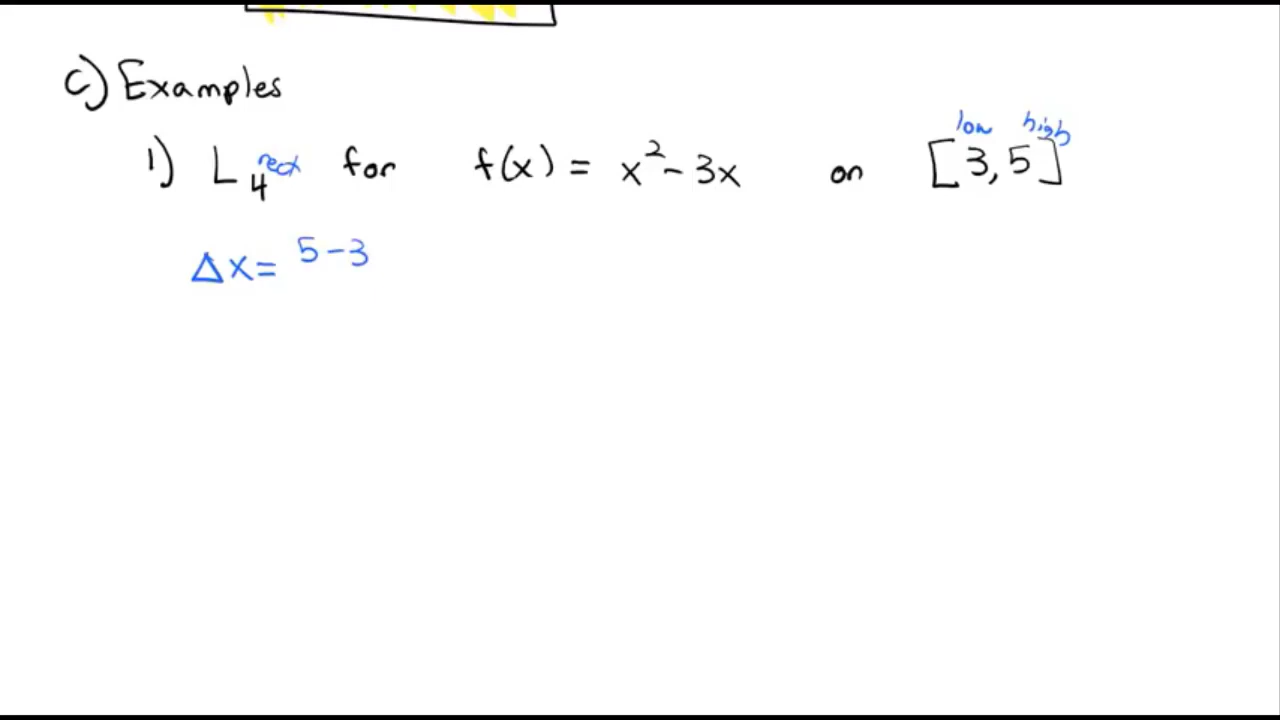 C) Examples
low high
1) L₄ rect for f(x) = x² - 3x on [3, 5]
Δx = 5 - 3